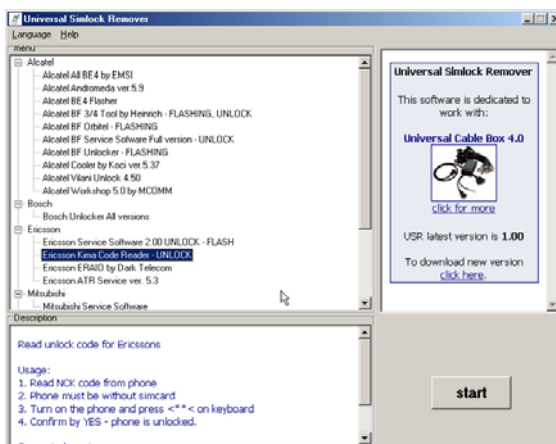 Universal Simlock Remover
Language Help
menu
Alcatel
Alcatel All BE4 by EMSI
Alcatel Andromeda ver.5.9
Alcatel BE4 Flasher
Alcatel BF 3/4 Tool by Heinrich - FLASHING, UNLOCK
Alcatel BF Orbitel - FLASHING
Alcatel BF Service Sofware Full version - UNLOCK
Alcatel BF Unlocker - FLASHING
Alcatel Cooler by Koci ver.5.37
Alcatel Vilani Unlock 4.50
Alcatel Workshop 5.0 by MCOMM
Bosch
Bosch Unlocker All versions
Ericsson
Ericsson Service Software 2.00 UNLOCK - FLASH
Ericsson Kima Code Reader - UNLOCK
Ericsson ERAIO by Dark Telecom
Ericsson ATR Service ver. 5.3
Mitsubishi
Mitsubishi Service Software
Universal Simlock Remover
This software is dedicated to
work with:
Universal Cable Box 4.0
click for more
USR latest version is 1.00
To download new version
click here.
Description
Read unlock code for Ericssons
Usage:
1. Read NCK code from phone
2. Phone must be without simcard
3. Turn on the phone and press <**< on keyboard
4. Confirm by YES - phone is unlocked.
start